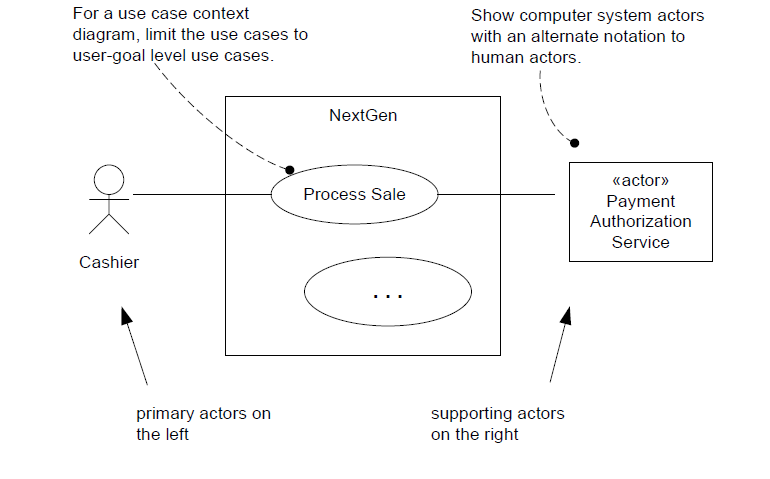 For a use case context
diagram, limit the use cases to
user-goal level use cases.
Show computer system actors
with an alternate notation to
human actors.
NextGen
Process Sale
«actor»
Payment
Authorization
Service
Cashier
. . .
primary actors on
the left
supporting actors
on the right